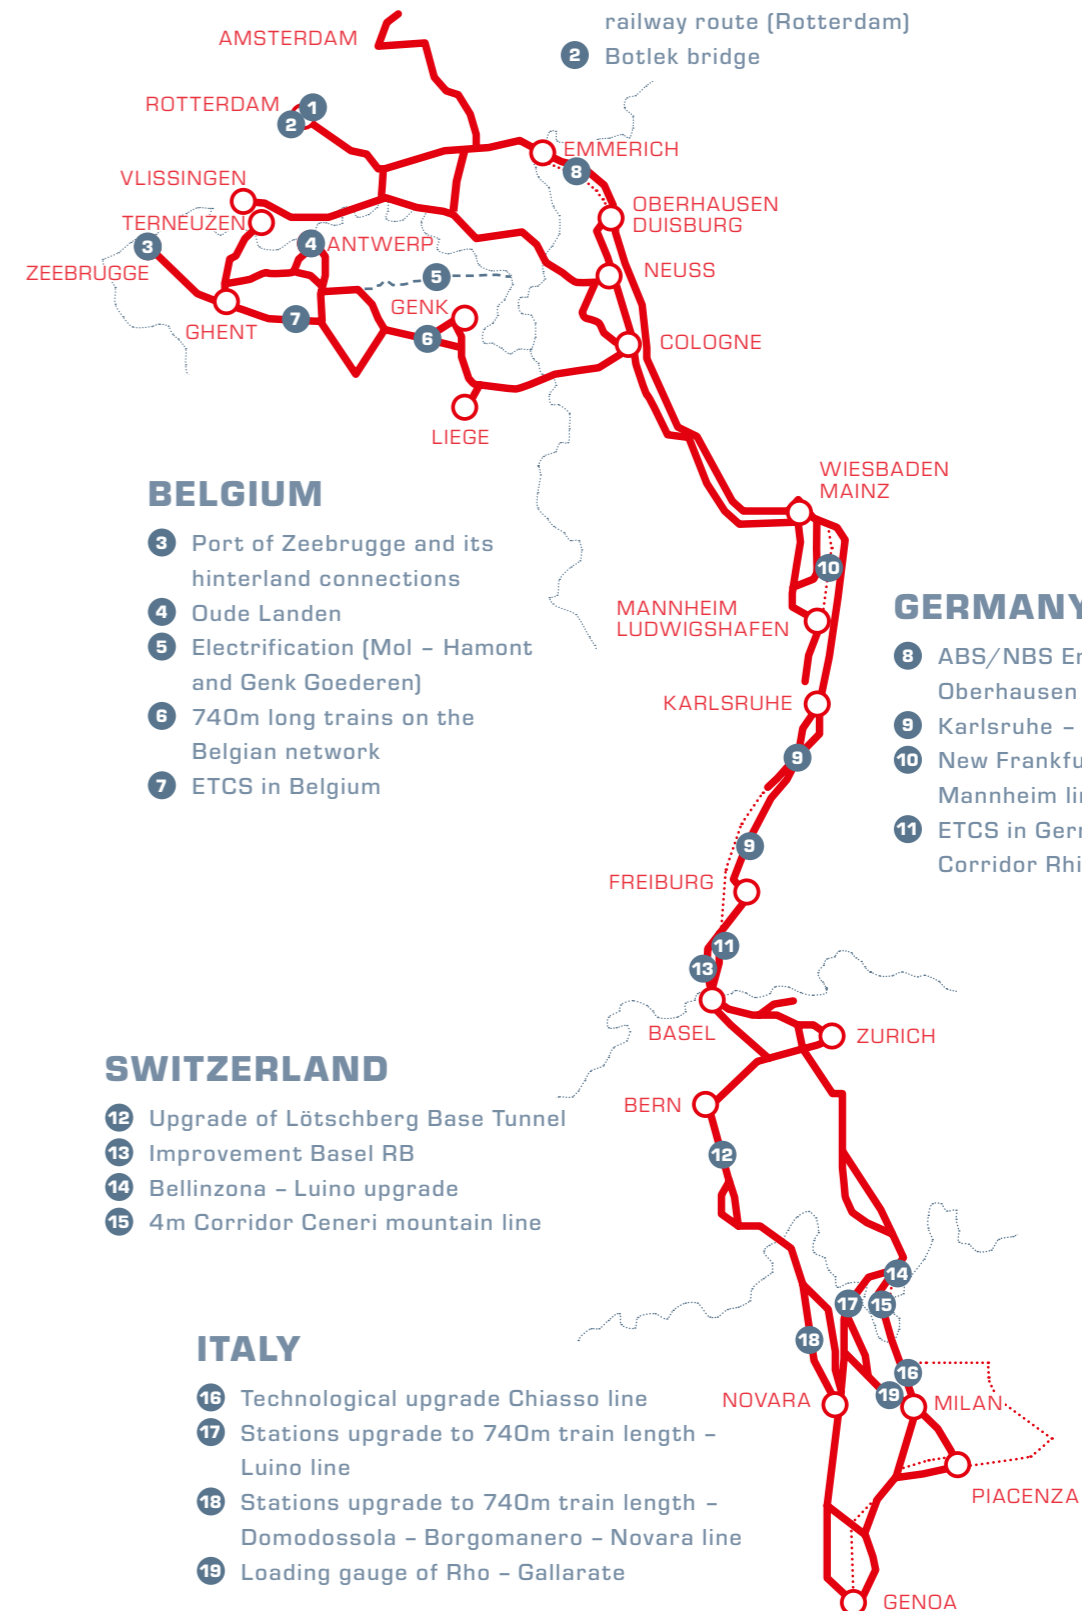 railway route (Rotterdam)
2 Botlek bridge
AMSTERDAM
ROTTERDAM
1
2
EMMERICH
8
VLISSINGEN
TERNEUZEN
OBERHAUSEN
DUISBURG
3
4
ANTWERP
ZEEBRUGGE
5
NEUSS
GENK
GHENT
7
6
COLOGNE
LIEGE
WIESBADEN
MAINZ
BELGIUM
3 Port of Zeebrugge and its
hinterland connections
4 Oude Landen
5 Electrification (Mol – Hamont
and Genk Goederen)
6 740m long trains on the
Belgian network
7 ETCS in Belgium
10
MANNHEIM
LUDWIGSHAFEN
KARLSRUHE
9
9
FREIBURG
11
13
GERMANY
8 ABS/NBS
Oberhausen
9 Karlsruhe –
10 New
Mannheim
11 ETCS in
Corridor
BASEL
ZURICH
BERN
12
SWITZERLAND
12 Upgrade of Lötschberg Base Tunnel
13 Improvement Basel RB
14 Bellinzona – Luino upgrade
15 4m Corridor Ceneri mountain line
14
17
15
18
16
19
NOVARA
MILAN
PIACENZA
GENOA
ITALY
16 Technological upgrade Chiasso line
17 Stations upgrade to 740m train length –
Luino line
18 Stations upgrade to 740m train length –
Domodossola – Borgomanero – Novara line
19 Loading gauge of Rho – Gallarate